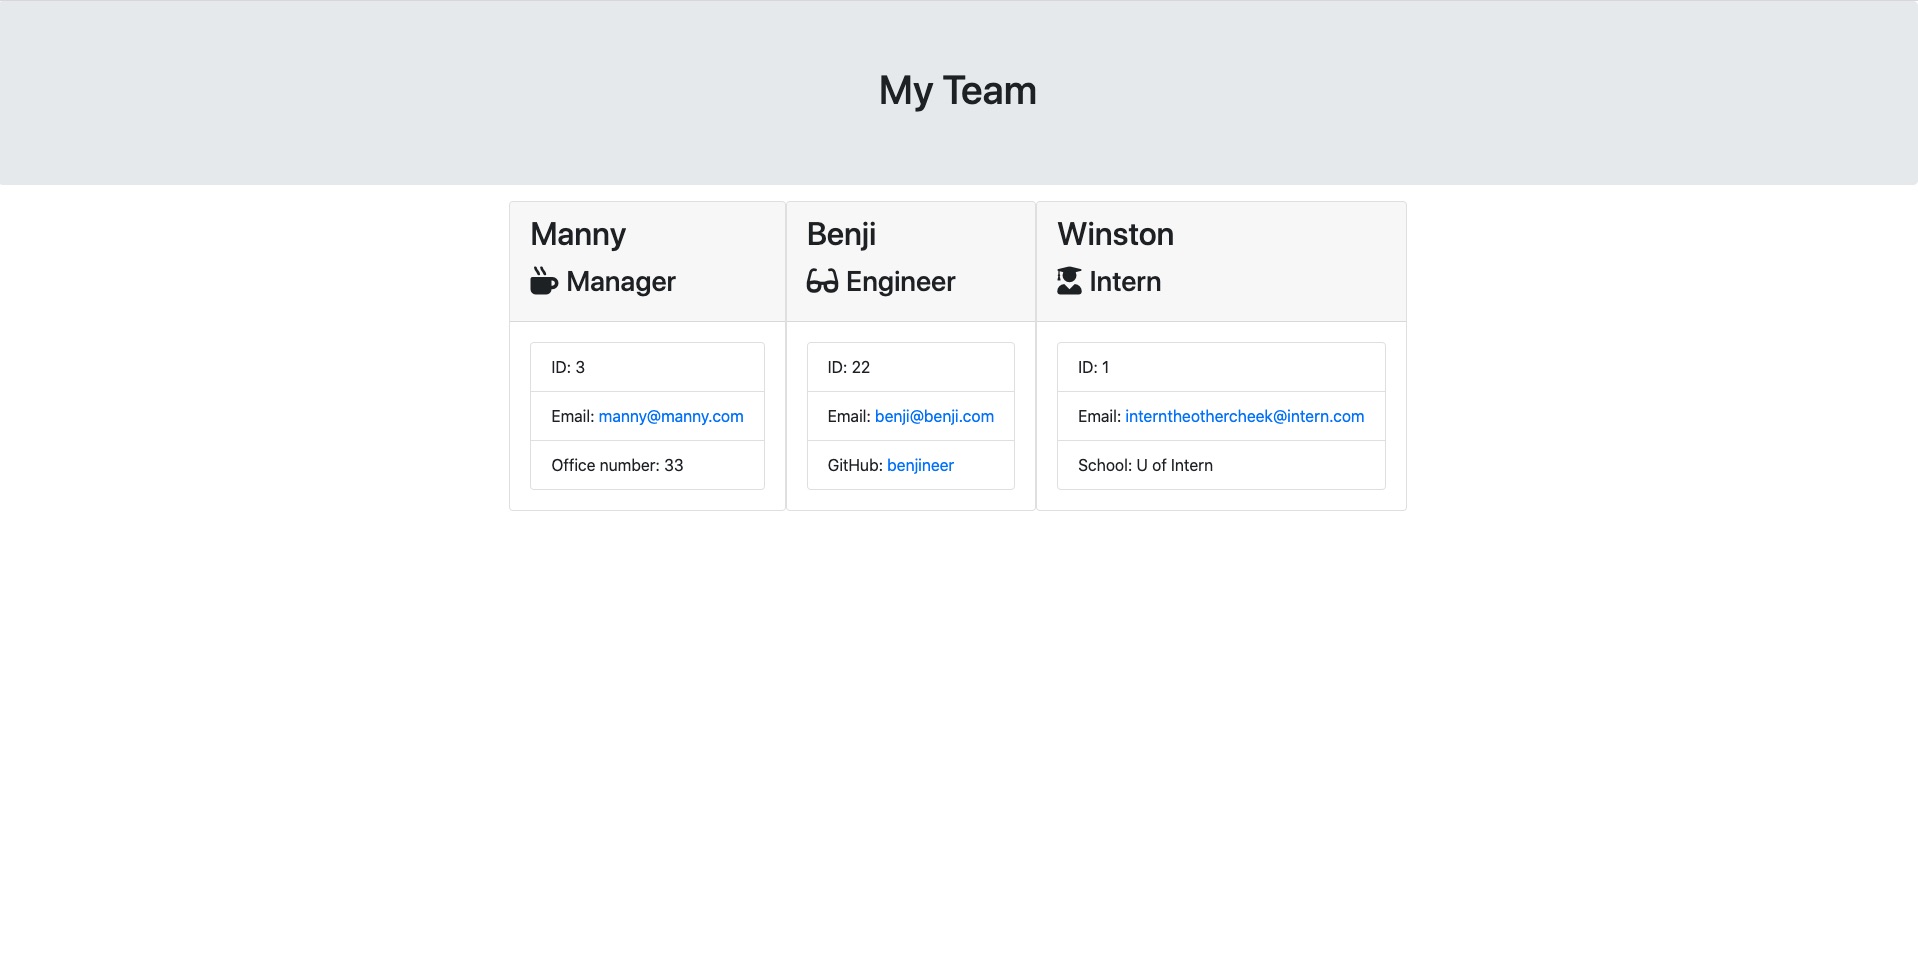 My Team
Manny
Manager
ID: 3
Email: manny@manny.com
Office number: 33
Benji
Engineer
ID: 22
Email: benji@benji.com
GitHub: benjineer
Winston
Intern
ID: 1
Email: interntheothercheek@intern.com
School: U of Intern